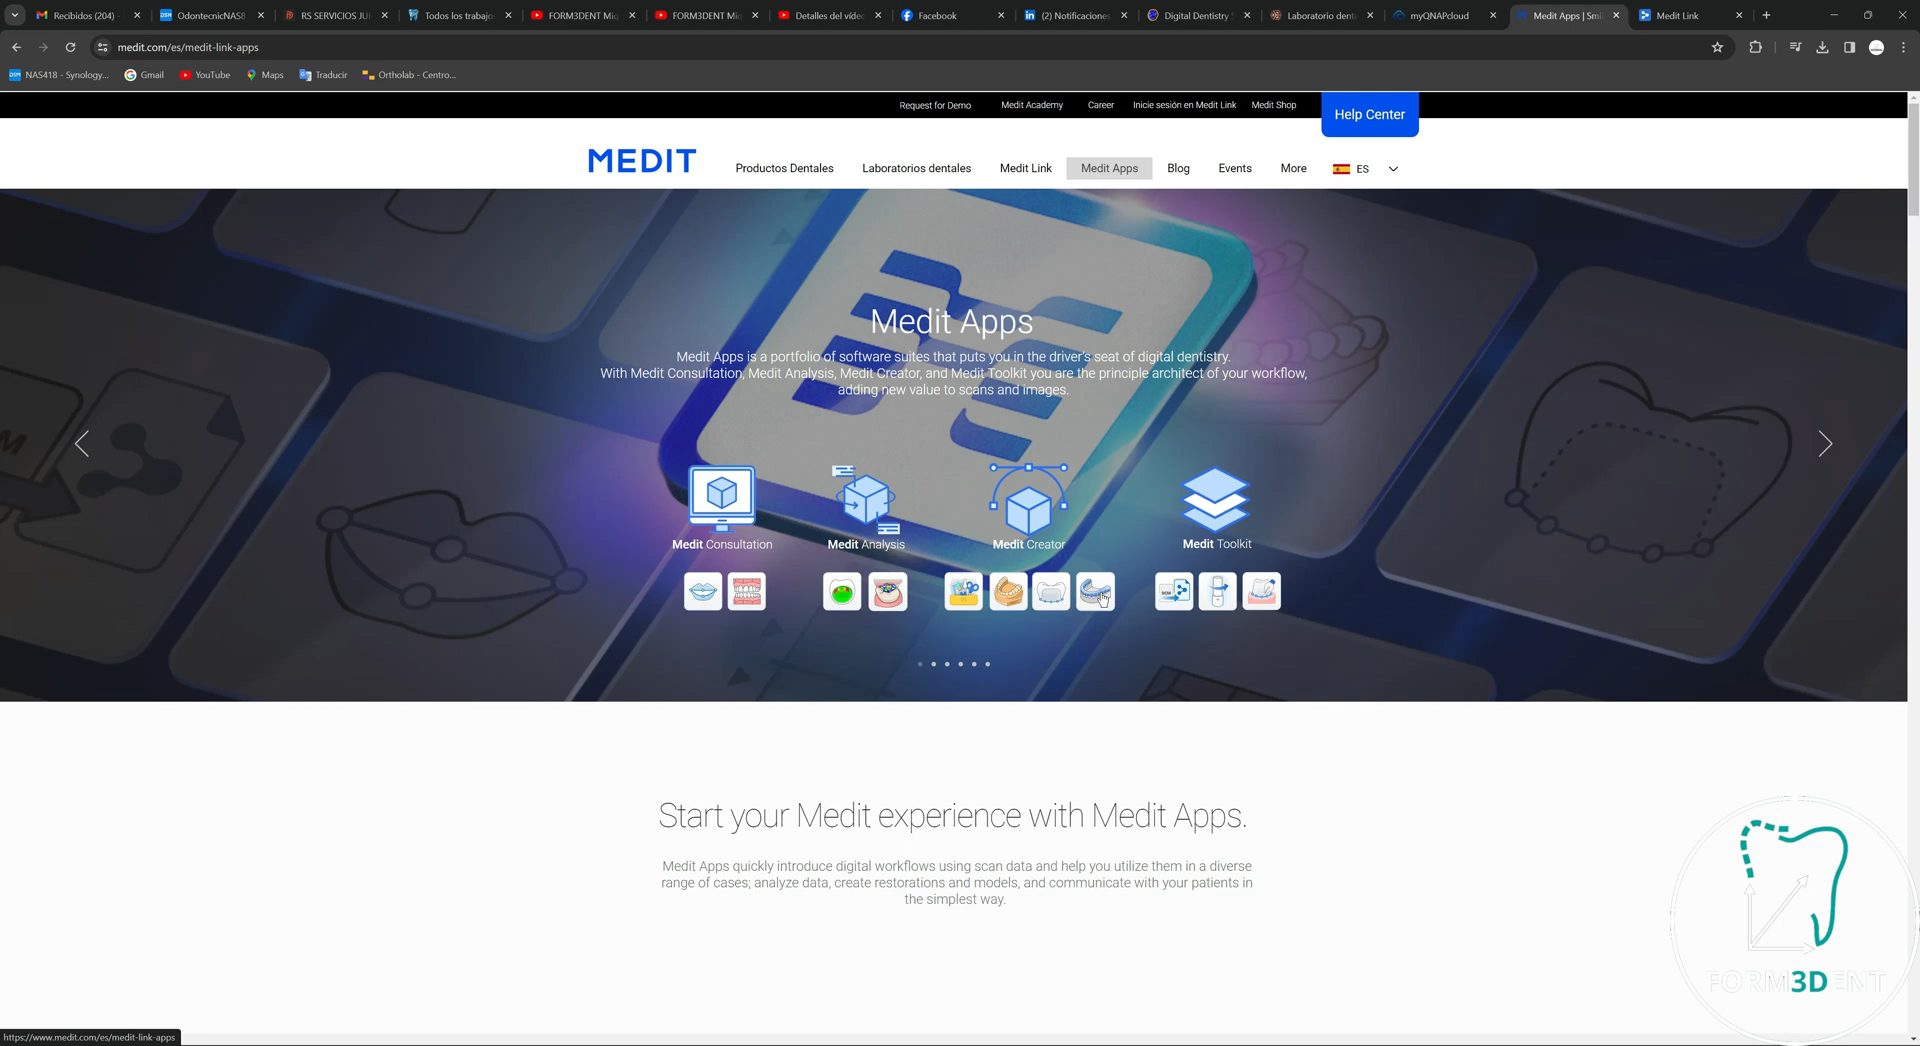 Recibidos (204) -
OdontecnicNAS8
RS SERVICIOS JU
Todos los trabajo
FORM3DENT Miq
FORM3DENT Miq
Detalles del vídeo
Facebook
(2) Notificaciones
Digital Dentistry
Laboratorio dent
myQNAPcloud
Medit Apps | Smi
Medit Link
medit.com/es/medit-link-apps
NAS418 - Synology...
Gmail
YouTube
Maps
Traducir
Ortholab - Centro...
Request for Demo
Medit Academy
Career
Inicie sesión en Medit Link
Medit Shop
Help Center
MEDIT
Productos Dentales
Laboratorios dentales
Medit Link
Medit Apps
Blog
Events
More
ES
Medit Apps
Medit Apps is a portfolio of software suites that puts you in the driver's seat of digital dentistry.
With Medit Consultation, Medit Analysis, Medit Creator, and Medit Toolkit you are the principle architect of your workflow,
adding new value to scans and images.
Medit Consultation
Medit Analysis
Medit Creator
Medit Toolkit
Start your Medit experience with Medit Apps.
Medit Apps quickly introduce digital workflows using scan data and help you utilize them in a diverse
range of cases; analyze data, create restorations and models, and communicate with your patients in
the simplest way.
FORM3DENT
https://www.medit.com/es/medit-link-apps